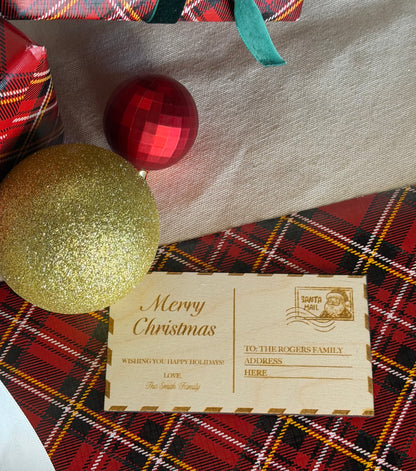 Merry
Christmas
WISHING YOU HAPPY HOLIDAYS!
LOVE,
The Smith Family
SANTA
MAIL
TO: THE ROGERS FAMILY
ADDRESS
HERE